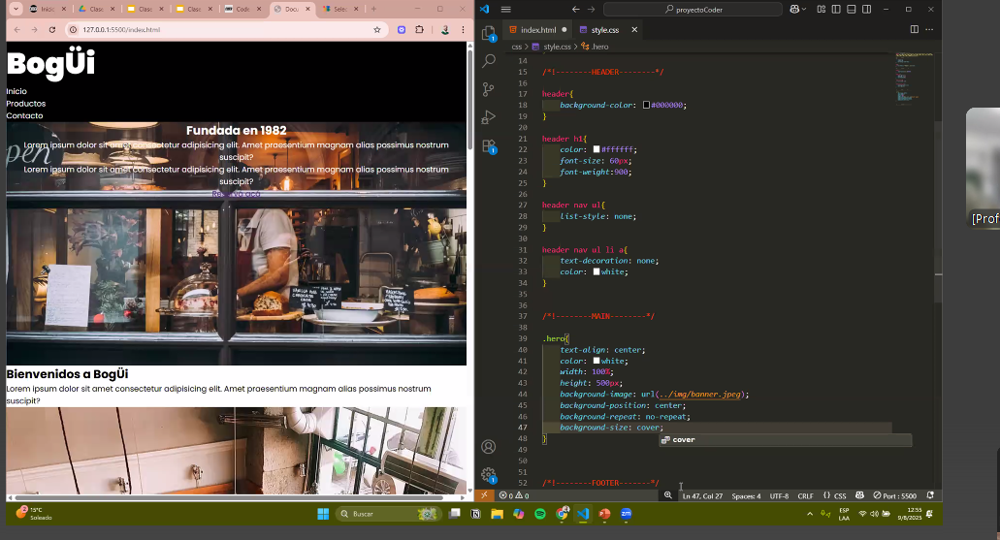 Inicio
Clase
Clase
Clase
Code
Docu
Selec
127.0.0.1:5500/index.html
BogÜi
Inicio
Productos
Contacto
Fundada en 1982
Lorem ipsum dolor sit amet consectetur adipisicing elit. Amet praesentium magnam alias possimus nostrum
suscipit?
Lorem ipsum dolor sit amet consectetur adipisicing elit. Amet praesentium magnam alias possimus nostrum
suscipit?
Reserva acá
Bienvenidos a BogÜi
Lorem ipsum dolor sit amet consectetur adipisicing elit. Amet praesentium magnam alias possimus nostrum
suscipit?
proyectoCoder
index.html
style.css
css > style.css > .hero
14
15 /*!--------HEADER--------*/
16
17 header{
18 background-color: #000000;
19 }
20
21 header h1{
22 color: #ffffff;
23 font-size: 60px;
24 font-weight:900;
25 }
26
27 header nav ul{
28 list-style: none;
29 }
30
31 header nav ul li a{
32 text-decoration: none;
33 color: white;
34 }
35
36
37 /*!--------MAIN--------*/
38
39 .hero{
40 text-align: center;
41 color: white;
42 width: 100%;
43 height: 500px;
44 background-image: url(../img/banner.jpeg);
45 background-position: center;
46 background-repeat: no-repeat;
47 background-size: cover;
cover
48 }
49
50
51
52 /*!--------FOOTER-------*/
0 0
Ln 47, Col 27
Spaces: 4
UTF-8
CRLF
{} CSS
Port : 5500
[Prof
15°C
Soleado
Buscar
ESP
LAA
12:55
9/8/2025